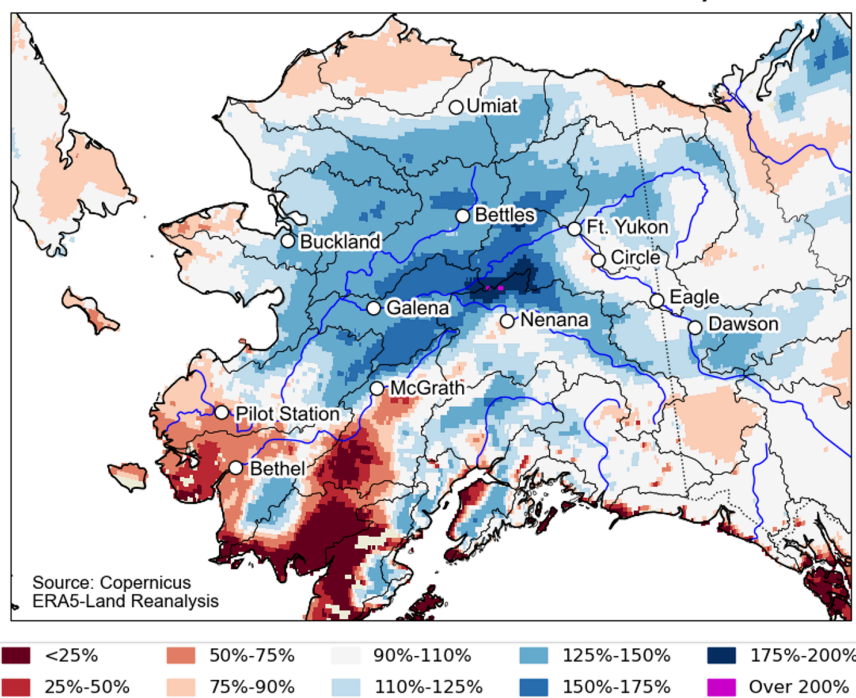 Umiat
Bettles
Ft. Yukon
Buckland
Circle
Eagle
Galena
Nenana
Dawson
McGrath
Pilot Station
Bethel
Source: Copernicus
ERA5-Land Reanalysis
<25% 50%-75% 90%-110% 125%-150% 175%-200%
25%-50% 75%-90% 110%-125% 150%-175% Over 200%